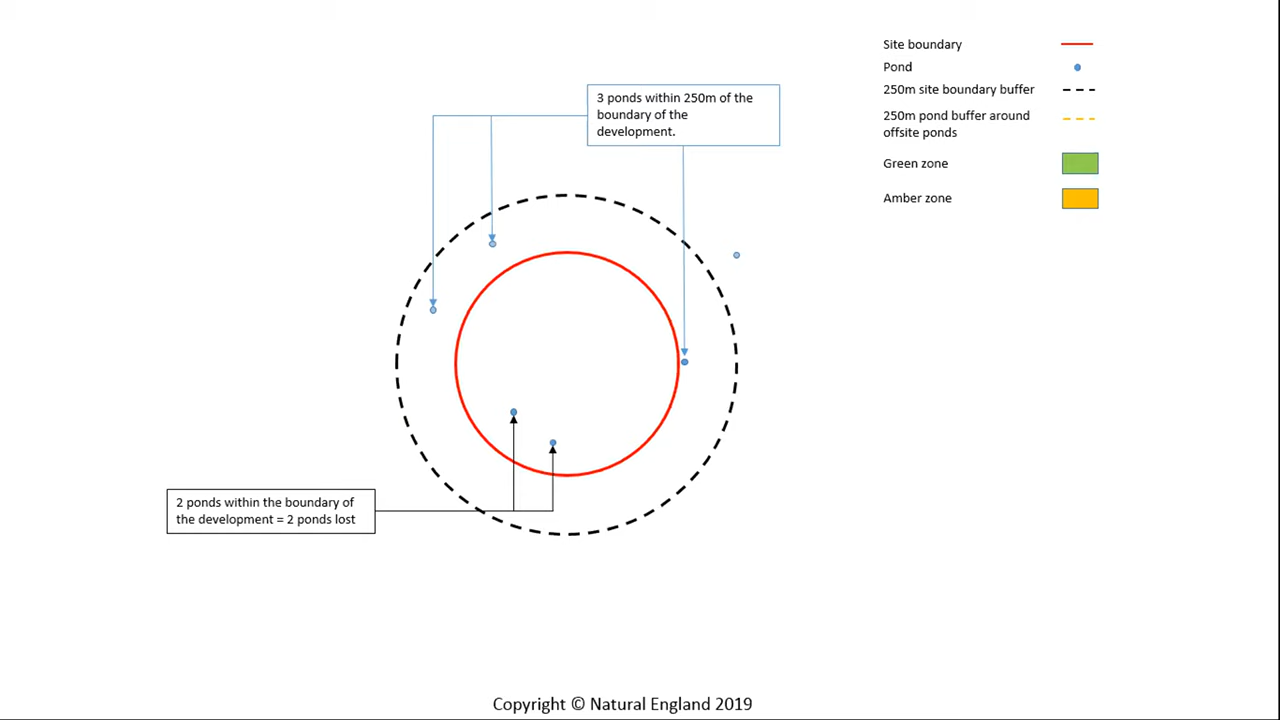 Site boundary
Pond
250m site boundary buffer
250m pond buffer around
offsite ponds
Green zone
Amber zone
3 ponds within 250m of the
boundary of the
development.
2 ponds within the boundary of
the development = 2 ponds lost
Copyright © Natural England 2019